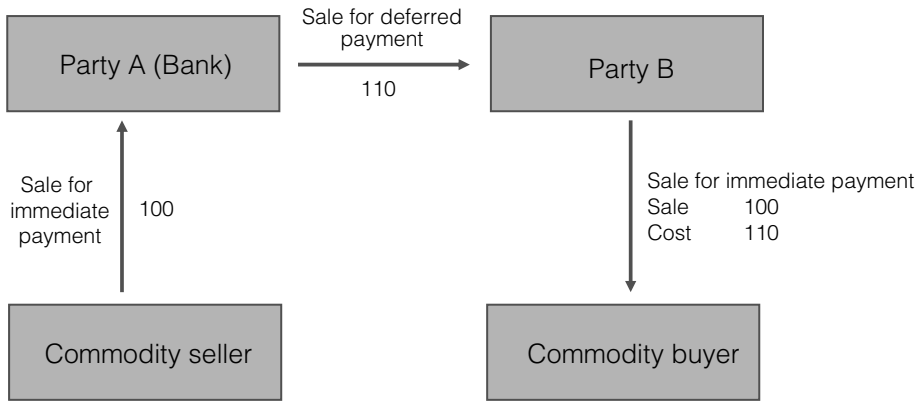 Party A (Bank)
Sale for deferred
payment
110
Party B
Sale for
immediate
payment
100
Sale for immediate payment
Sale 100
Cost 110
Commodity seller
Commodity buyer